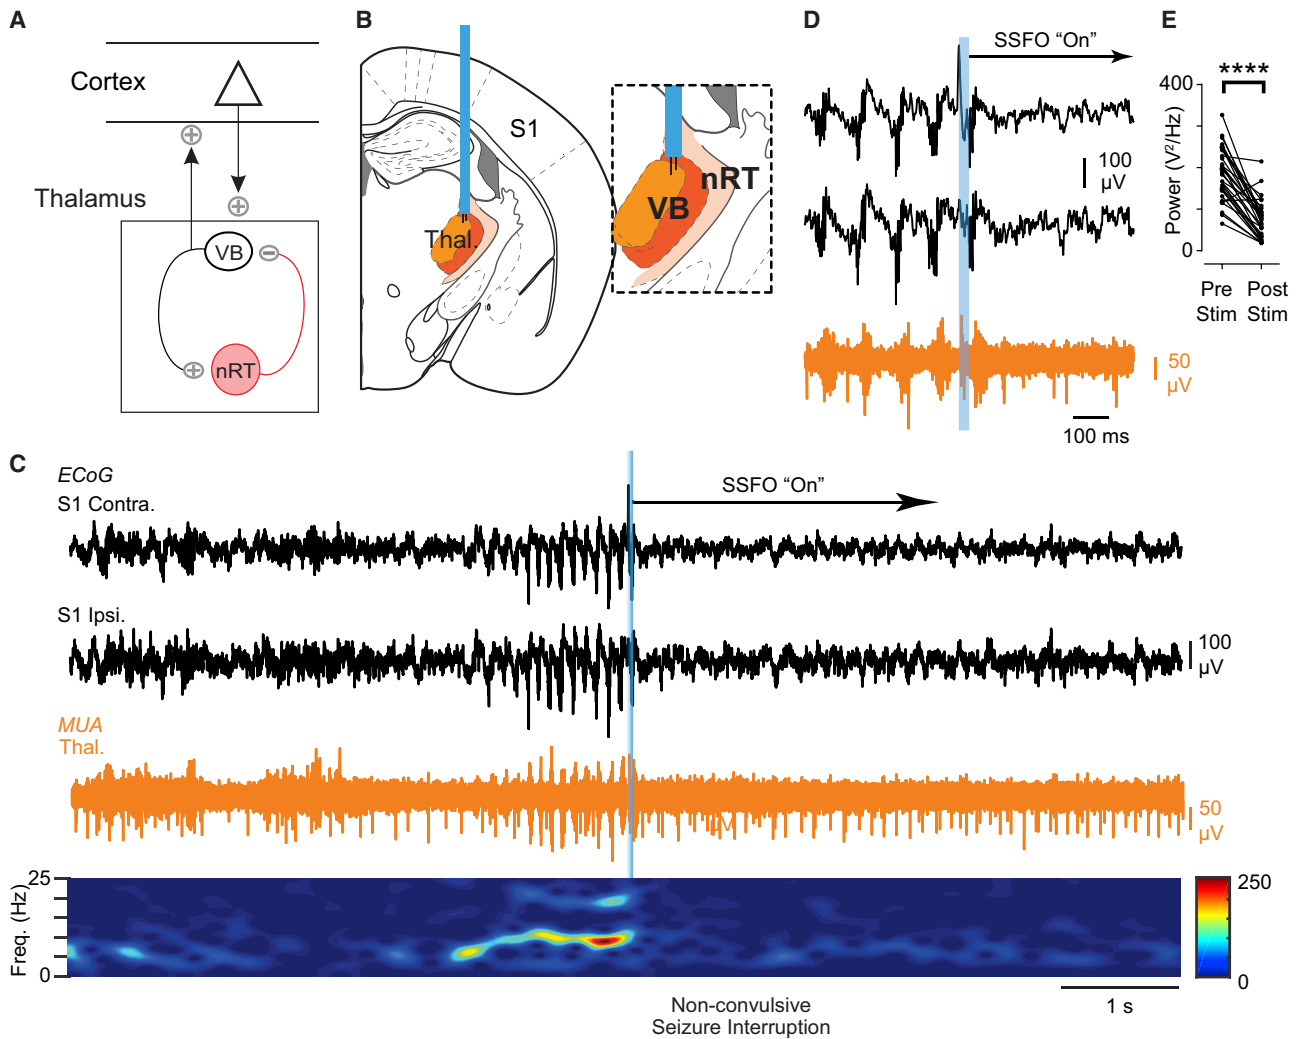 A
Cortex
Thalamus
VB
nRT
B
S1
Thal.
nRT
VB
D
SSFO “On”
100
µV
50
µV
100 ms
E
****
400
Power (V²/Hz)
0
Pre
Stim
Post
Stim
C
ECoG
S1 Contra.
SSFO “On”
S1 Ipsi.
100
µV
MUA
Thal.
50
µV
25
Freq. (Hz)
0
250
0
1 s
Non-convulsive
Seizure Interruption